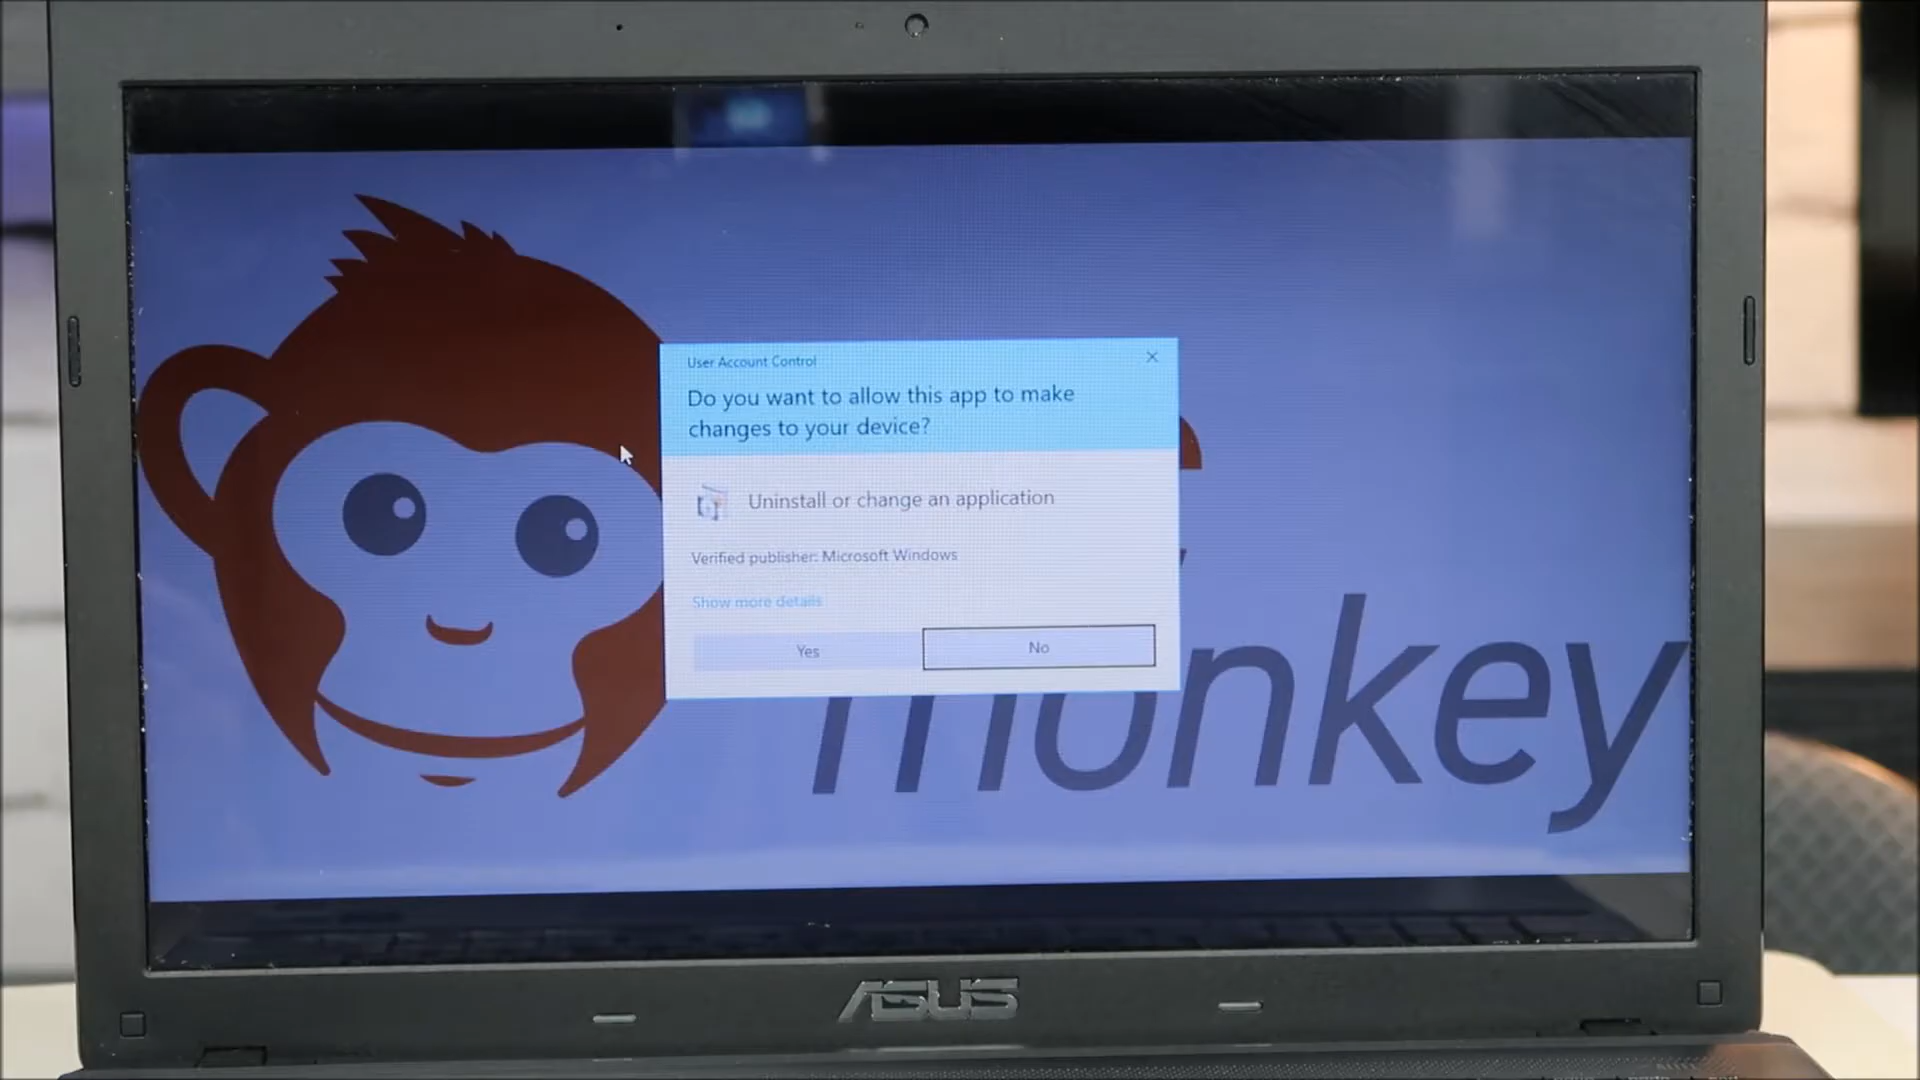 User Account Control
Do you want to allow this app to make
changes to your device?
Uninstall or change an application
Verified publisher: Microsoft Windows
Show more details
Yes
No
monkey
ASUS